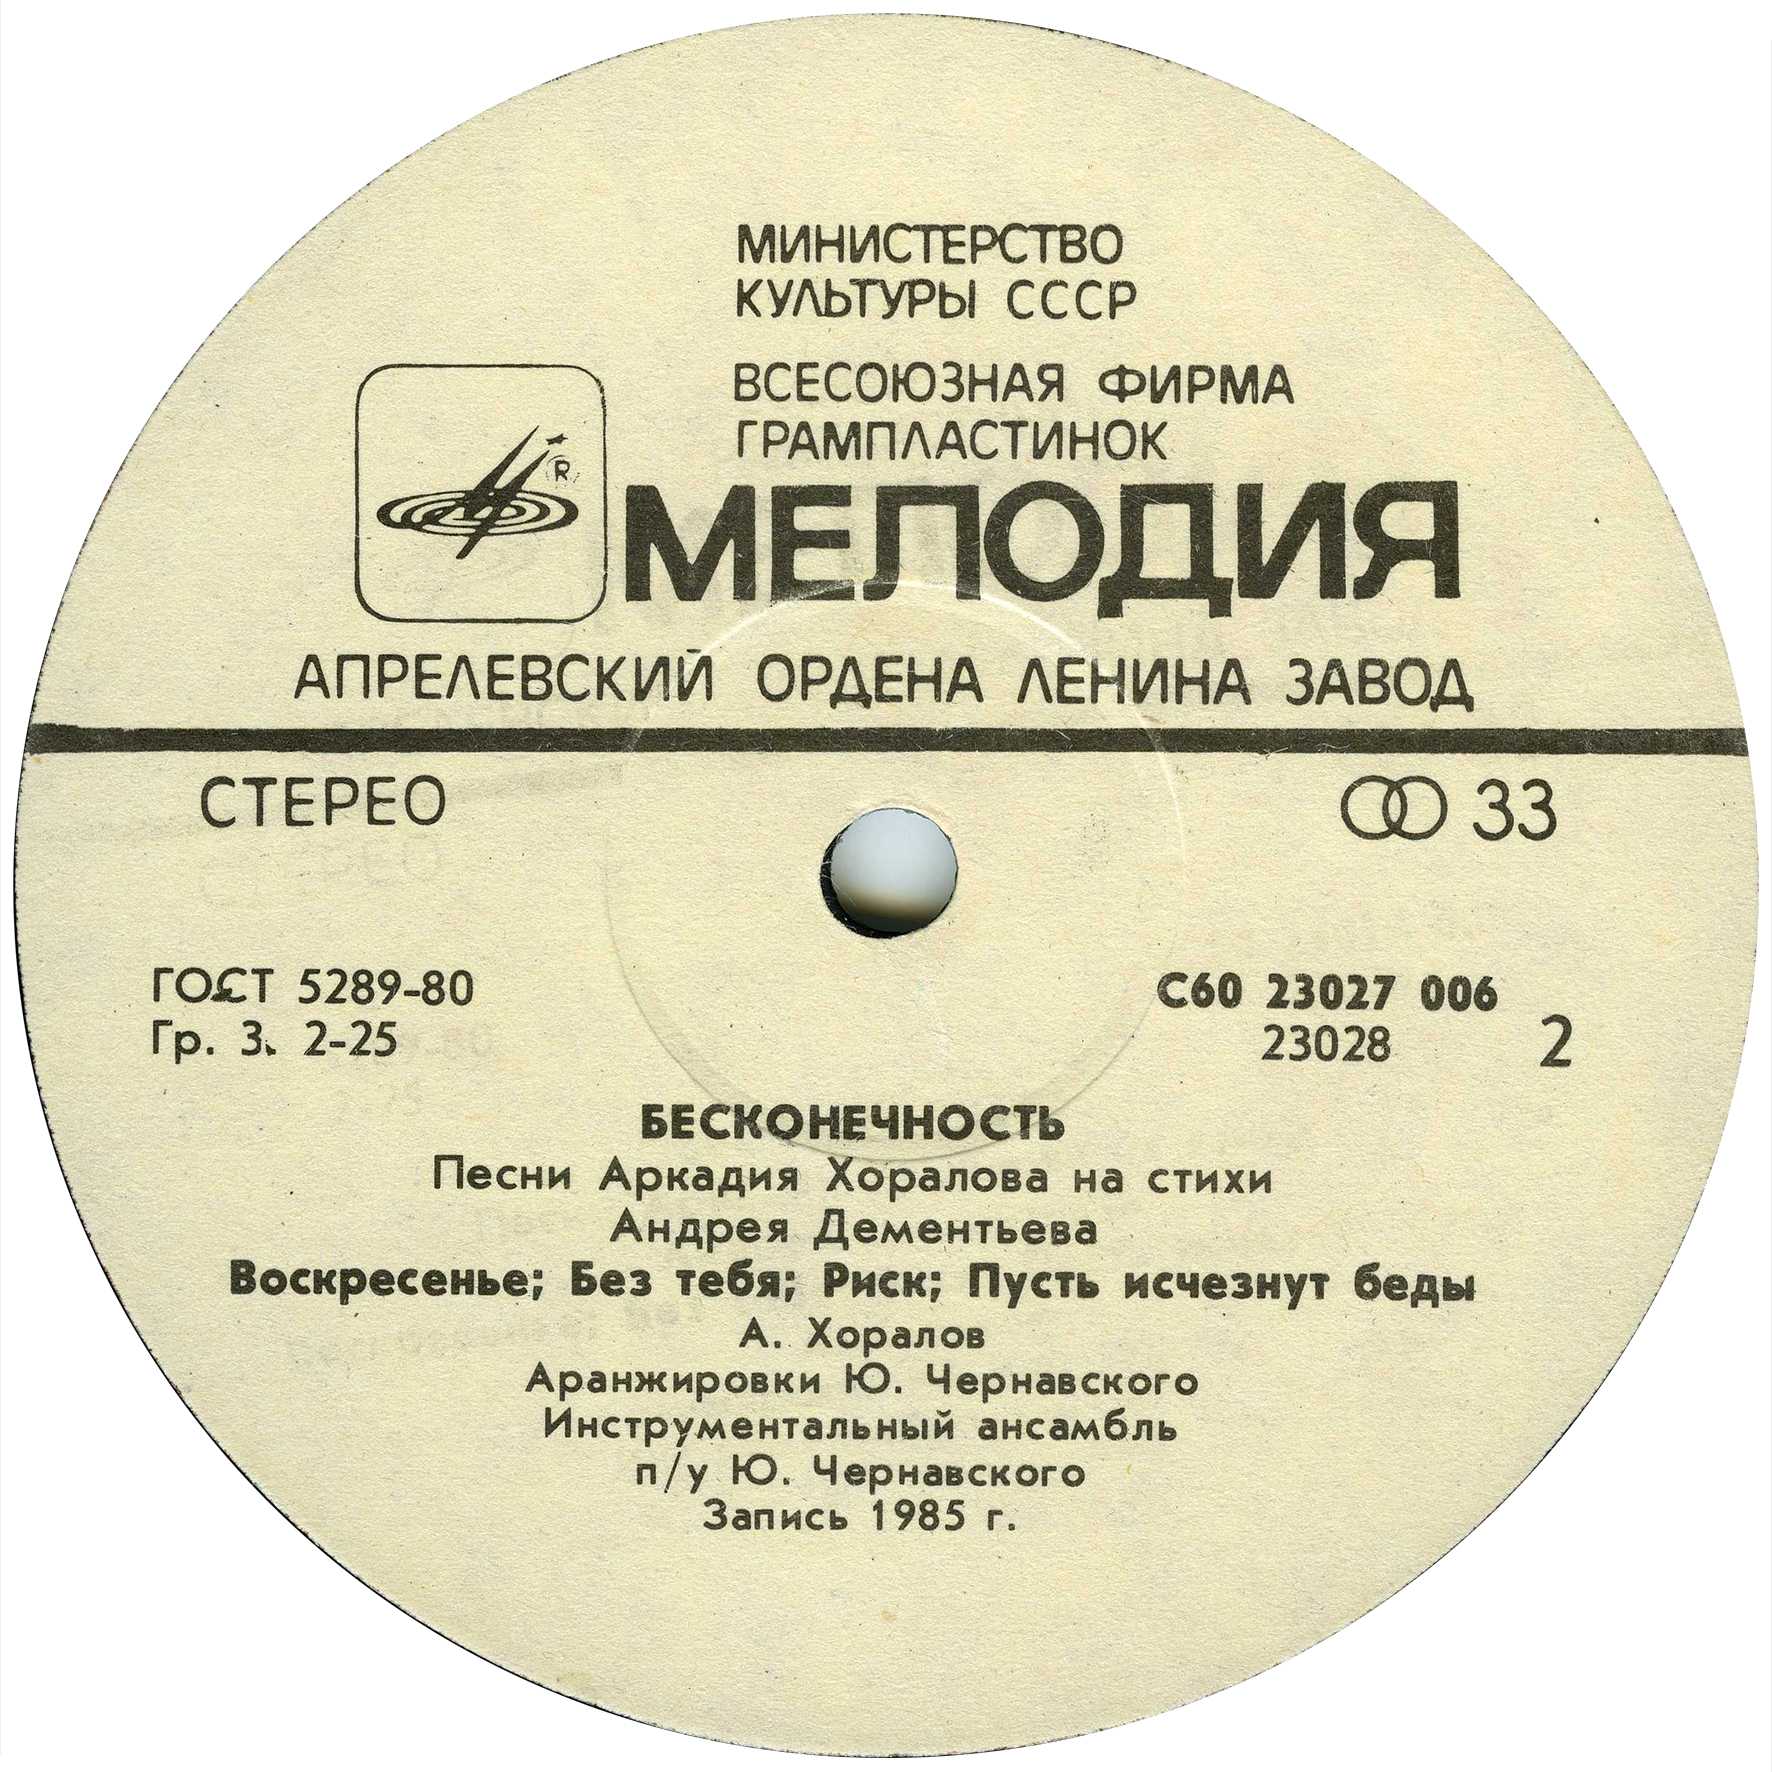 МИНИСТЕРСТВО
КУЛЬТУРЫ СССР
ВСЕСОЮЗНАЯ ФИРМА
ГРАМПЛАСТИНОК
МЕЛОДИЯ
АПРЕЛЕВСКИЙ ОРДЕНА ЛЕНИНА ЗАВОД
СТЕРЕО
33
ГОСТ 5289-80
Гр. 3. 2-25
С60 23027 006
23028
2
БЕСКОНЕЧНОСТЬ
Песни Аркадия Хоралова на стихи
Андрея Дементьева
Воскресенье; Без тебя; Риск; Пусть исчезнут беды
А. Хоралов
Аранжировки Ю. Чернавского
Инструментальный ансамбль
п/у Ю. Чернавского
Запись 1985 г.